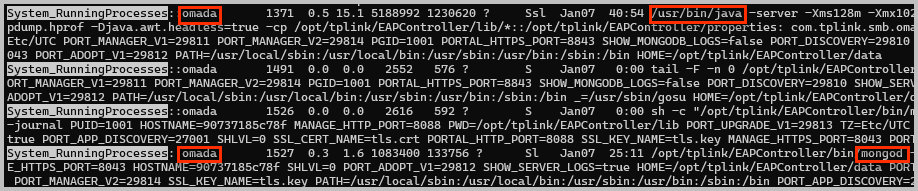 System_RunningProcesses::omada 1371 0.5 15.1 5188992 1230620 ? Ssl Jan07 40:54 /usr/bin/java -server -Xms128m -Xmx102
pdump.hprof -Djava.awt.headless=true -cp /opt/tplink/EAPController/lib/*::/opt/tplink/EAPController/properties: com.tplink.smb.oma
Etc/UTC PORT_MANAGER_V1=29811 PORT_MANAGER_V2=29814 PGID=1001 PORTAL_HTTPS_PORT=8843 SHOW_MONGODB_LOGS=false PORT_DISCOVERY=29810
043 PORT_ADOPT_V1=29812 PATH=/usr/local/sbin:/usr/local/bin:/usr/sbin:/usr/bin:/sbin:/bin HOME=/opt/tplink/EAPController/data
System_RunningProcesses::omada 1491 0.0 0.0 2552 576 ? S Jan07 0:00 tail -F -n 0 /opt/tplink/EAPController/
ORT_MANAGER_V1=29811 PORT_MANAGER_V2=29814 PGID=1001 PORTAL_HTTPS_PORT=8843 SHOW_MONGODB_LOGS=false PORT_DISCOVERY=29810 SHOW_SERV
ADOPT_V1=29812 PATH=/usr/local/sbin:/usr/local/bin:/usr/sbin:/usr/bin:/sbin:/bin _=/usr/sbin/gosu HOME=/opt/tplink/EAPController/d
System_RunningProcesses::omada 1526 0.0 0.0 2616 592 ? S Jan07 0:00 sh -c "/opt/tplink/EAPController/bin/m
-journal PUID=1001 HOSTNAME=90737185c78f MANAGE_HTTP_PORT=8088 PWD=/opt/tplink/EAPController/lib PORT_UPGRADE_V1=29813 TZ=Etc/UTC
true PORT_APP_DISCOVERY=27001 SHLVL=0 SSL_CERT_NAME=tls.crt PORTAL_HTTP_PORT=8088 SSL_KEY_NAME=tls.key MANAGE_HTTPS_PORT=8043 PORT
System_RunningProcesses::omada 1527 0.3 1.6 1083400 133756 ? Sl Jan07 25:11 /opt/tplink/EAPController/bin/mongod
E_HTTPS_PORT=8043 HOSTNAME=90737185c78f SHLVL=0 PORT_ADOPT_V1=29812 SHOW_SERVER_LOGS=true HOME=/opt/tplink/EAPController/data POR
PORT_MANAGER_V2=29814 SSL_KEY_NAME=tls.key PATH=/usr/local/sbin:/usr/local/bin:/usr/sbin:/usr/bin:/sbin:/bin